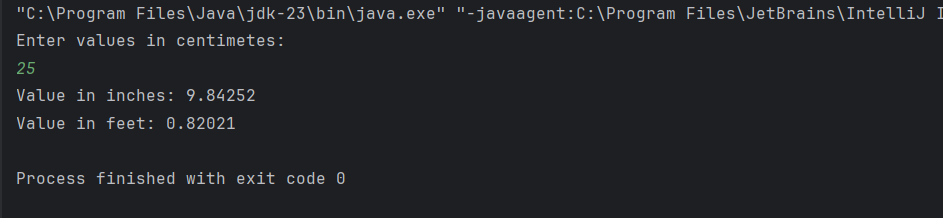 "C:\Program Files\Java\jdk-23\bin\java.exe" "-javaagent:C:\Program Files\JetBrains\IntelliJ I
Enter values in centimetes:
25
Value in inches: 9.84252
Value in feet: 0.82021
Process finished with exit code 0